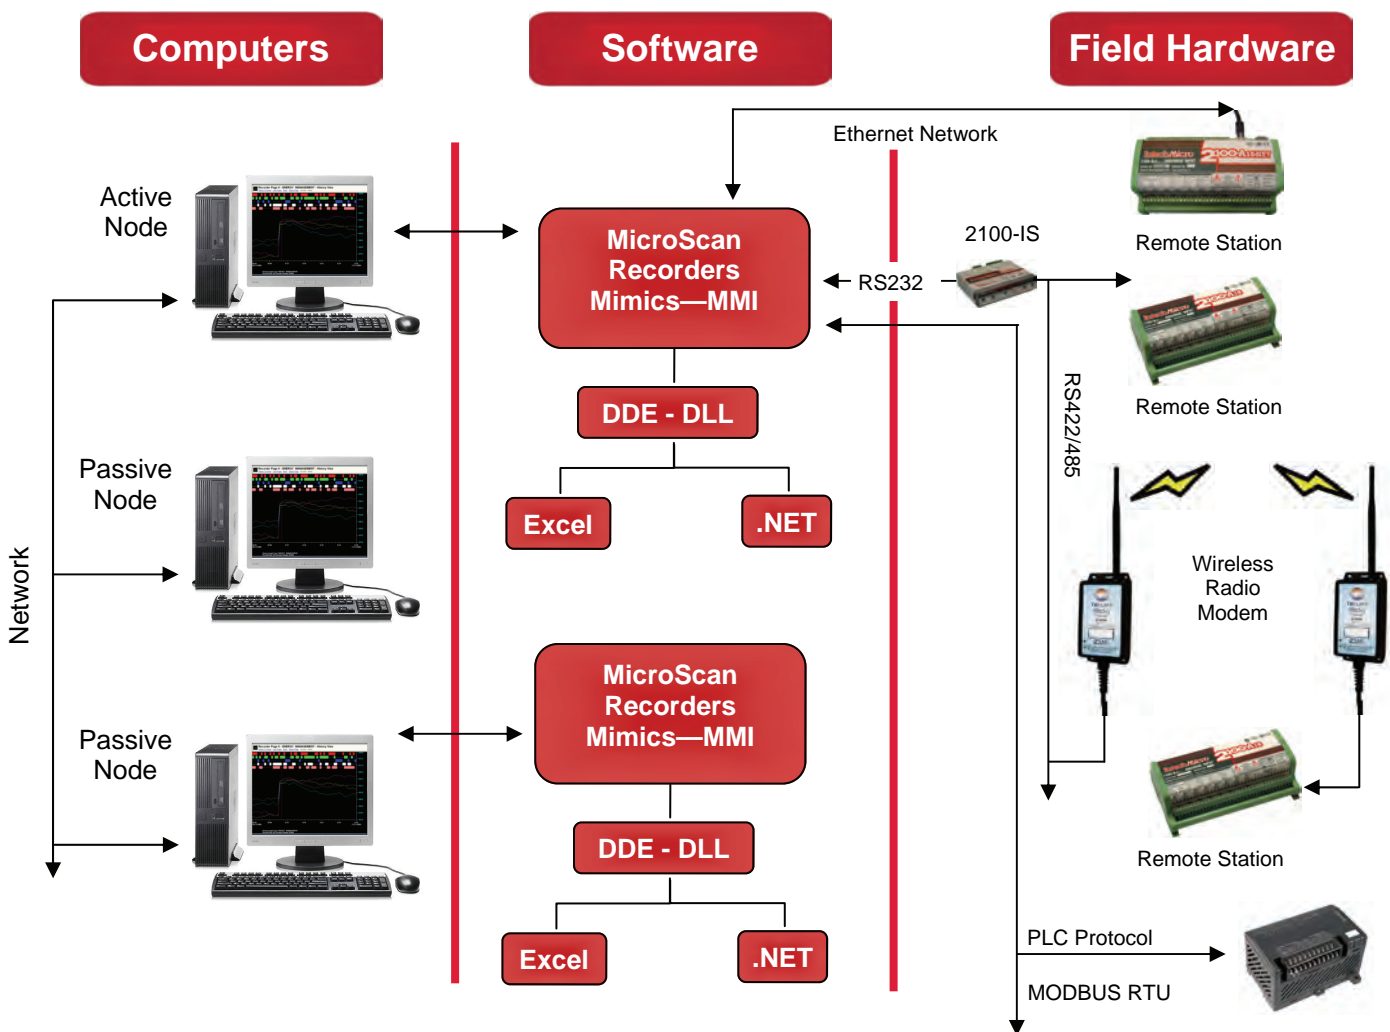 Computers
Software
Field Hardware
Ethernet Network
Active
Node
MicroScan
Recorders
Mimics—MMI
2100-IS
RS232
Remote Station
Remote Station
RS422/485
DDE - DLL
Excel
.NET
Passive
Node
Network
Wireless
Radio
Modem
MicroScan
Recorders
Mimics—MMI
Passive
Node
DDE - DLL
Excel
.NET
Remote Station
PLC Protocol
MODBUS RTU